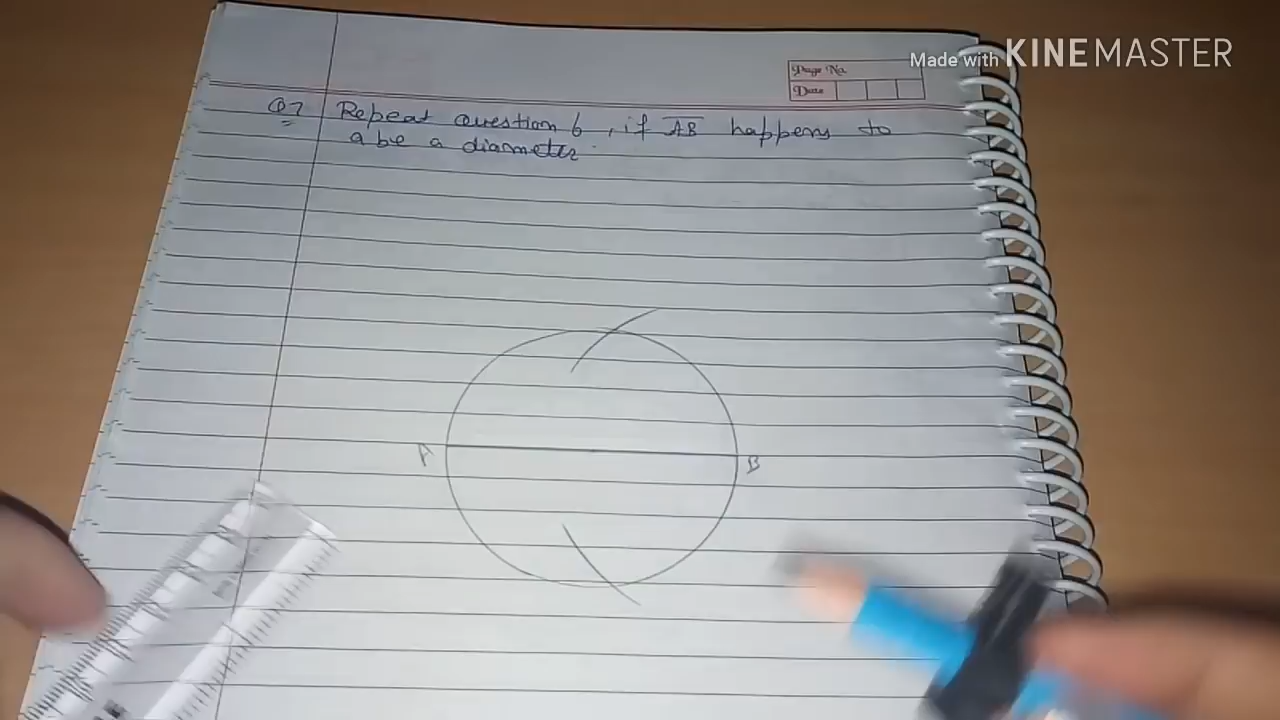 Made with KINEMASTER
Page No.
Date
Q7 Repeat question 6, if AB happens to
a be a diameter.
A
B